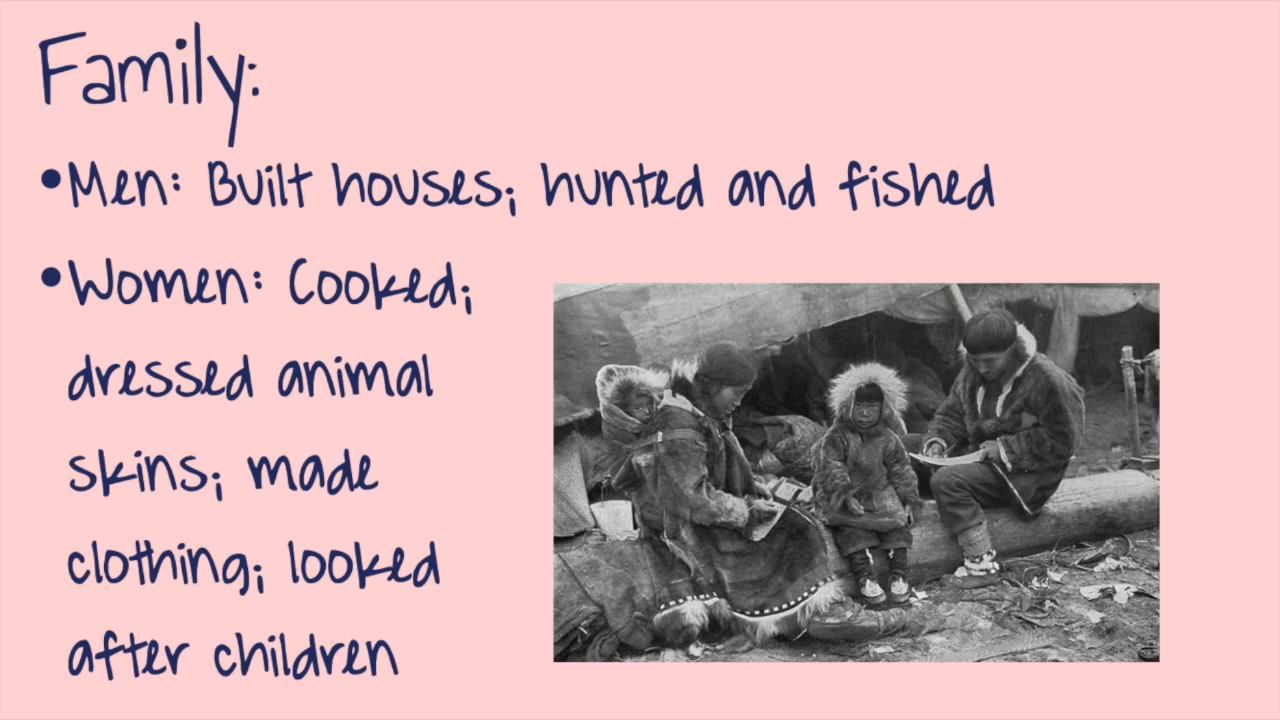 Family:
•Men: Built houses; hunted and fished
•Women: Cooked;
dressed animal
skins; made
clothing; looked
after children